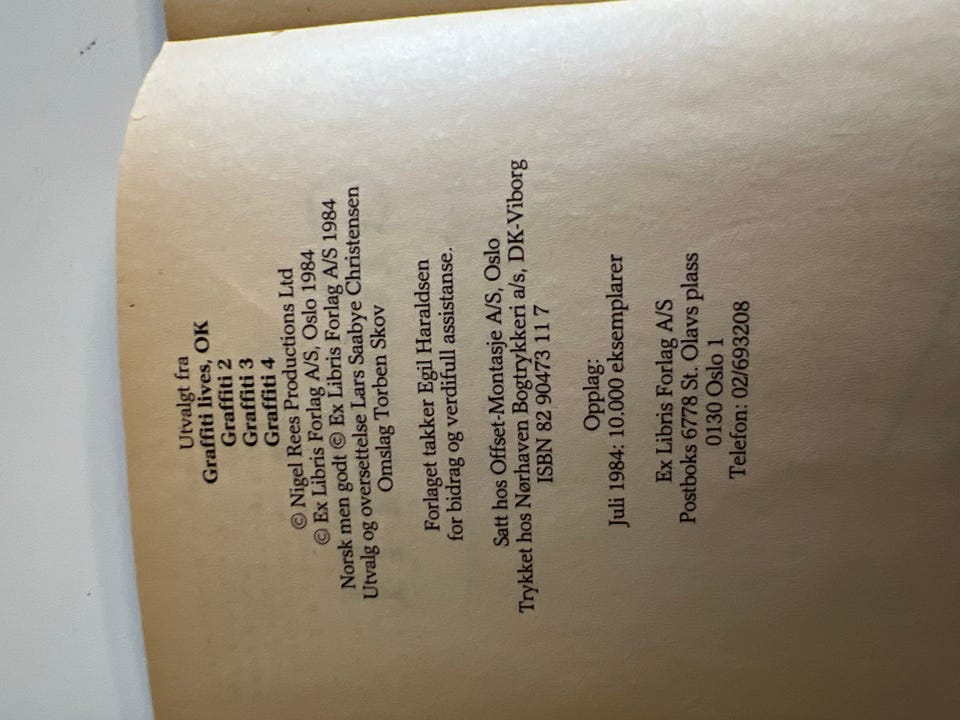 Utvalgt fra
Graffiti lives, OK
Graffiti 2
Graffiti 3
Graffiti 4
© Nigel Rees Productions Ltd
© Ex Libris Forlag A/S, Oslo 1984
Norsk men godt © Ex Libris Forlag A/S 1984
Utvalg og oversettelse Lars Saabye Christensen
Omslag Torben Skov
Forlaget takker Egil Haraldsen
for bidrag og verdifull assistanse.
Satt hos Offset-Montasje A/S, Oslo
Trykket hos Nørhaven Bogtrykkeri a/s, DK-Viborg
ISBN 82 90473 11 7
Opplag:
Juli 1984: 10.000 eksemplarer
Ex Libris Forlag A/S
Postboks 6778 St. Olavs plass
0130 Oslo 1
Telefon: 02/693208